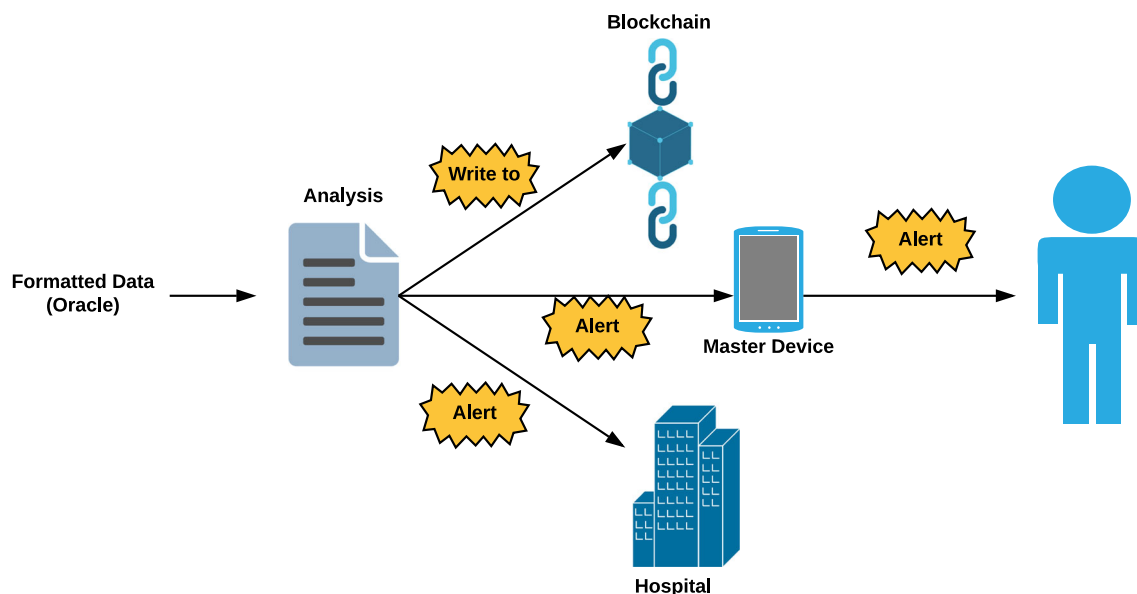 Blockchain
Write to
Analysis
Alert
Formatted Data
(Oracle)
Alert
Master Device
Alert
Hospital